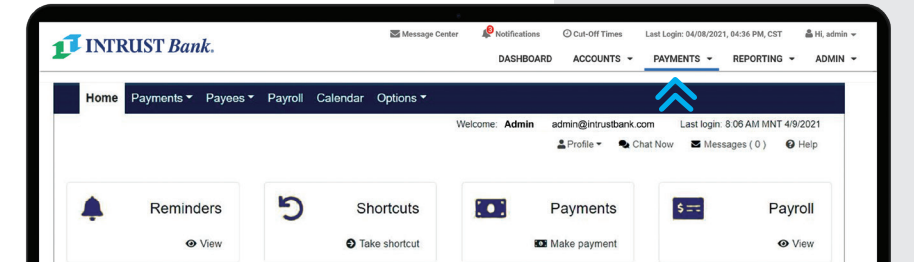 Message Center 3 Notifications Cut-Off Times Last Login: 04/08/2021, 04:36 PM, CST Hi, admin
INTRUST Bank.
DASHBOARD ACCOUNTS PAYMENTS REPORTING ADMIN
Home Payments Payees Payroll Calendar Options
Welcome: Admin admin@intrustbank.com Last login: 8:06 AM MNT 4/9/2021
Profile Chat Now Messages ( 0 ) Help
Reminders Shortcuts Payments Payroll
View Take shortcut Make payment View